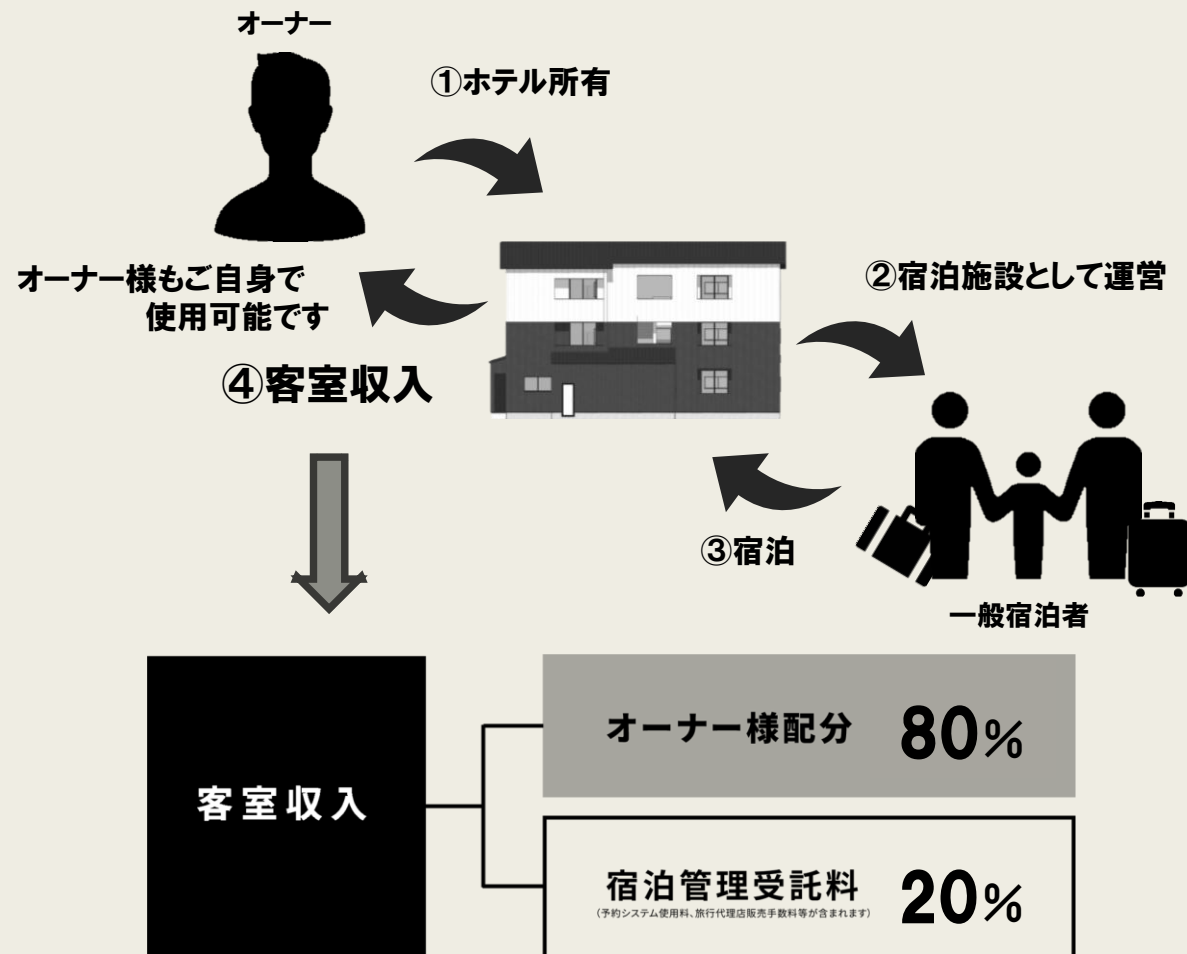 オーナー
①ホテル所有
オーナー様もご自身で
使用可能です
②宿泊施設として運営
④客室収入
③宿泊
一般宿泊者
客室収入
オーナー様配分 80%
宿泊管理受託料 20%
（予約システム使用料、旅行代理店販売手数料等が含まれます）